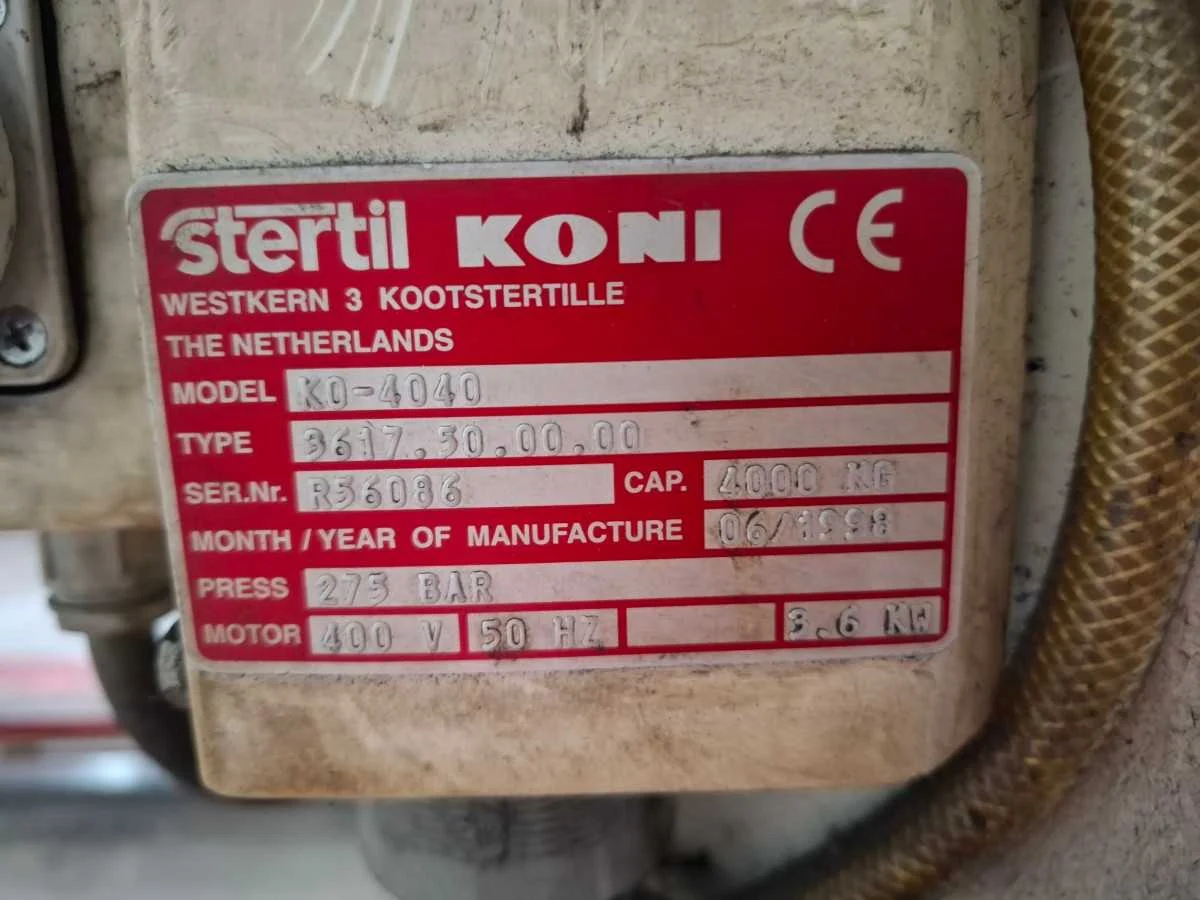 stertil KONI CE
WESTKERN 3 KOOTSTERTILLE
THE NETHERLANDS
MODEL KO-4040
TYPE 3617.50.00.00
SER.Nr. R56086 CAP. 4000 KG
MONTH / YEAR OF MANUFACTURE 06/1998
PRESS 275 BAR
MOTOR 400 V 50 HZ 3.6 KW